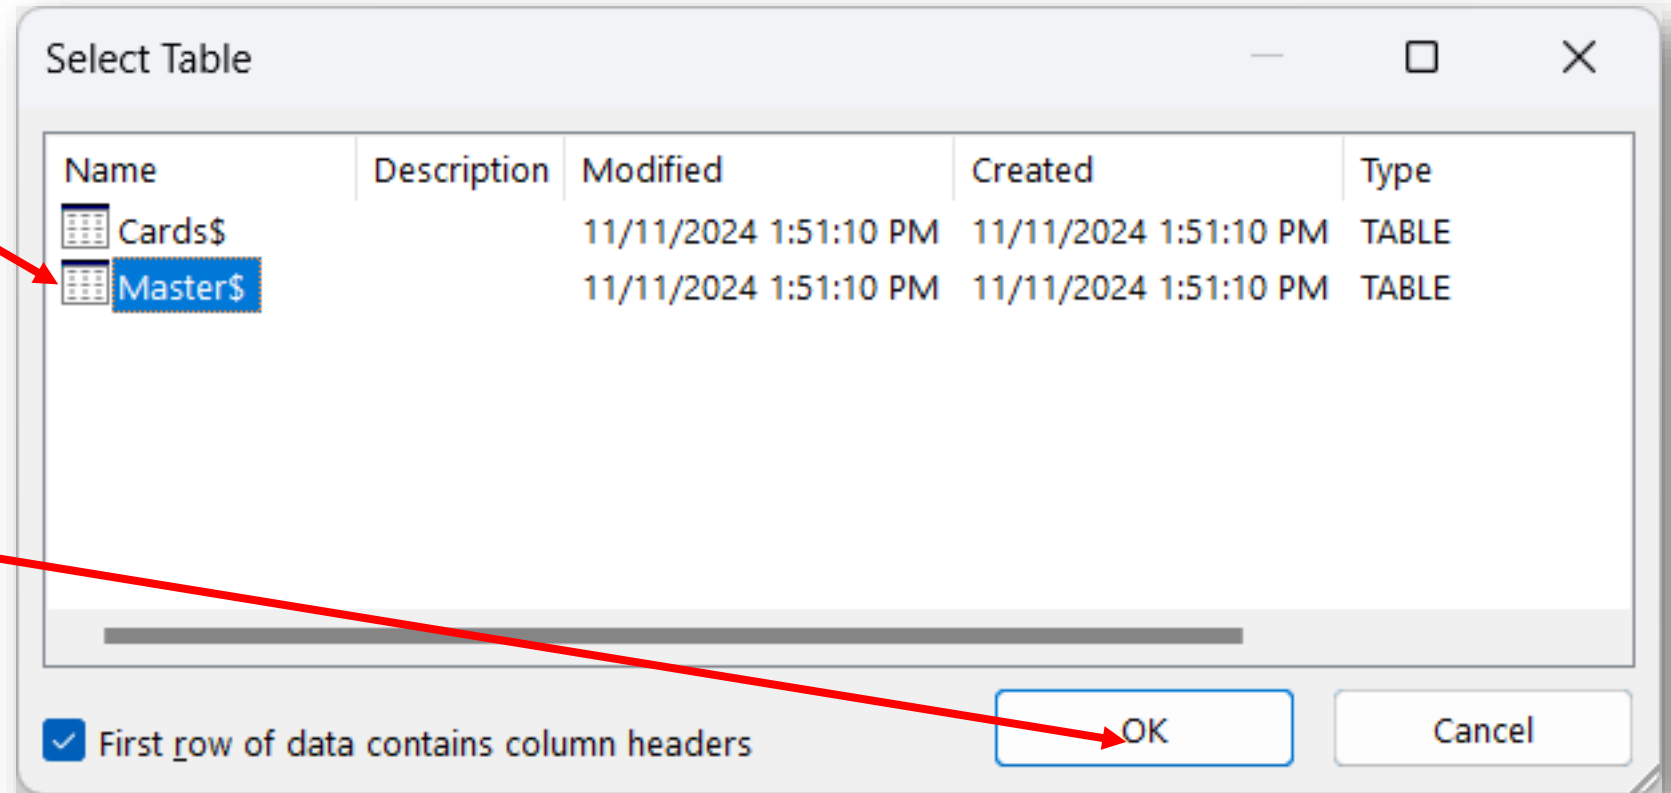 Select Table
Name Description Modified Created Type
Cards$ 11/11/2024 1:51:10 PM 11/11/2024 1:51:10 PM TABLE
Master$ 11/11/2024 1:51:10 PM 11/11/2024 1:51:10 PM TABLE
First row of data contains column headers OK Cancel